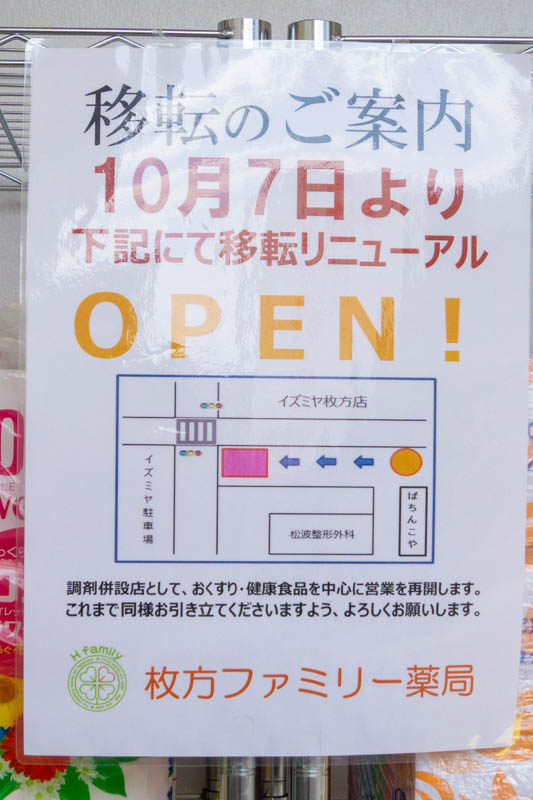 移転のご案内
10月7日より
下記にて移転リニューアル
OPEN!
イズミヤ枚方店
イズミヤ駐車場
ぱちんこや
松波整形外科
調剤併設店として、おくすり・健康食品を中心に営業を再開します。
これまで同様お引き立てくださいますよう、よろしくお願いします。
H family
枚方ファミリー薬局